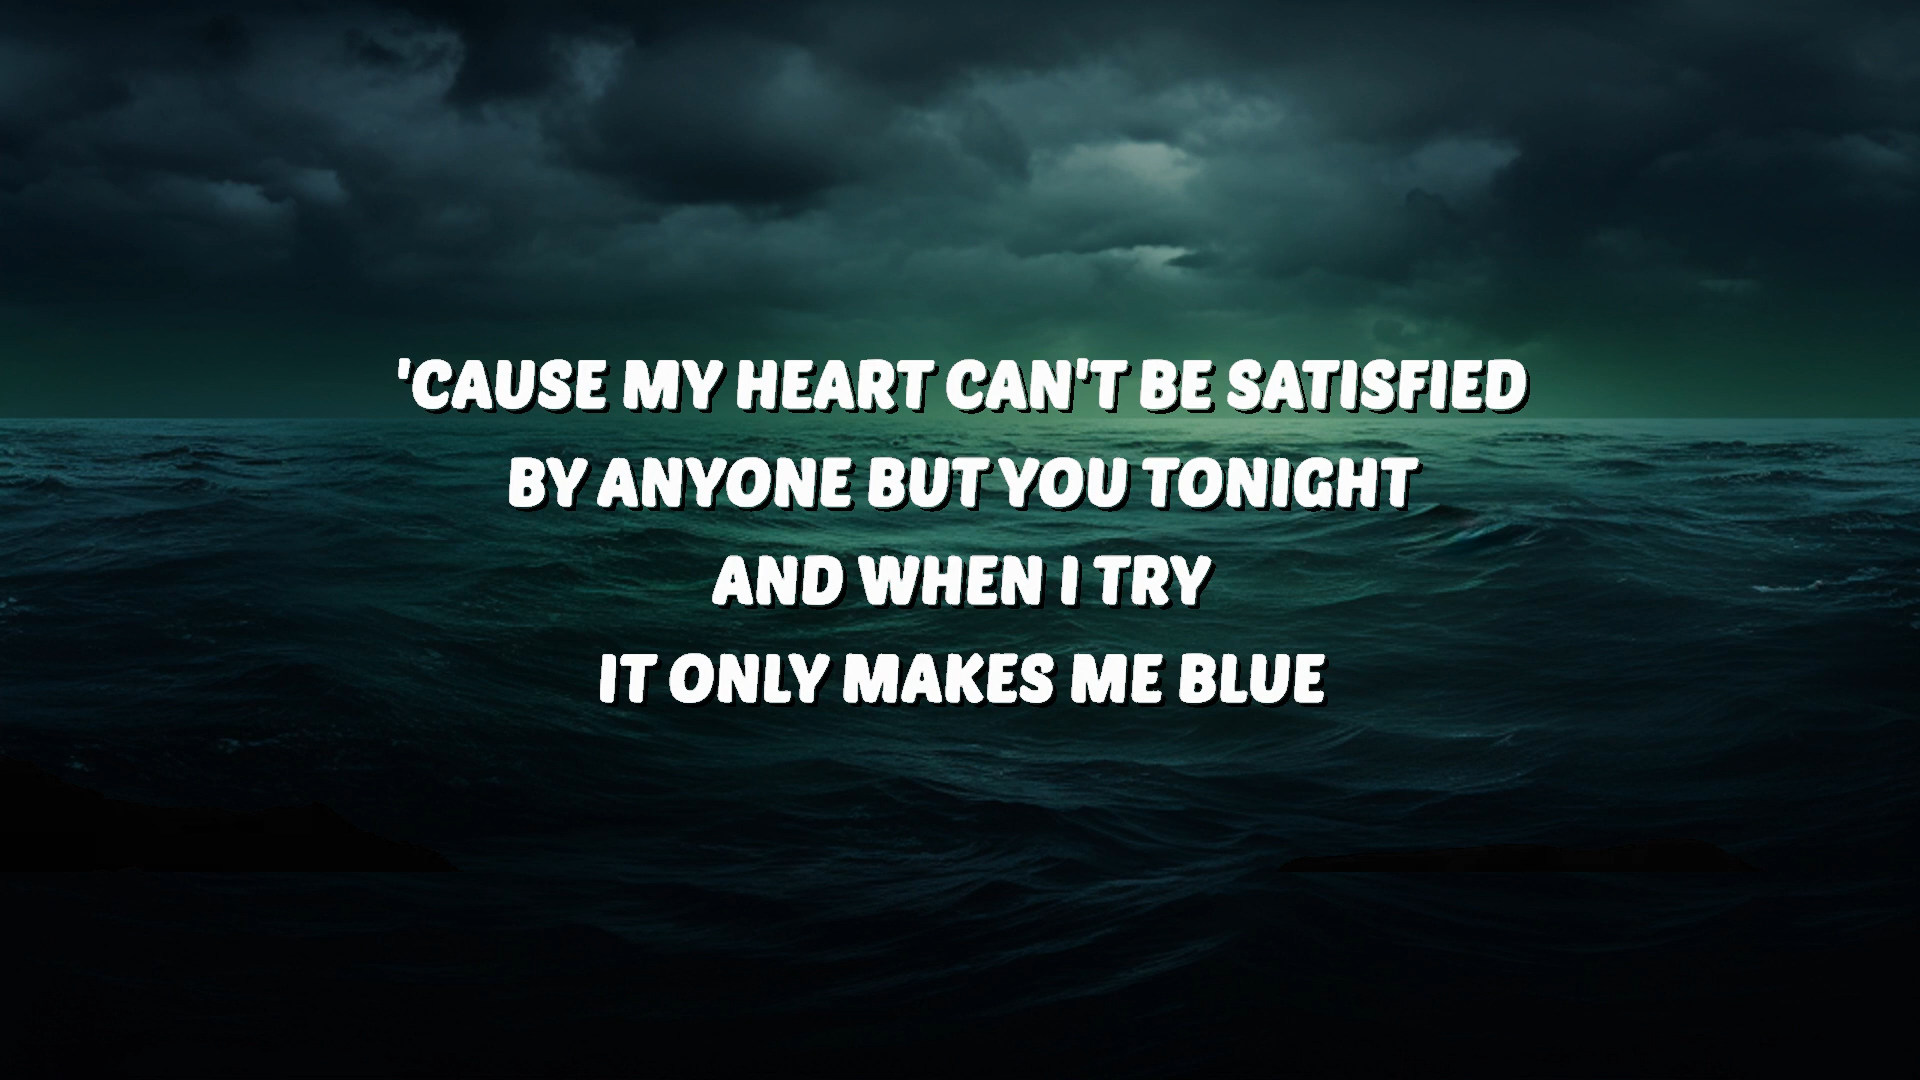 'CAUSE MY HEART CAN'T BE SATISFIED
BY ANYONE BUT YOU TONIGHT
AND WHEN I TRY
IT ONLY MAKES ME BLUE